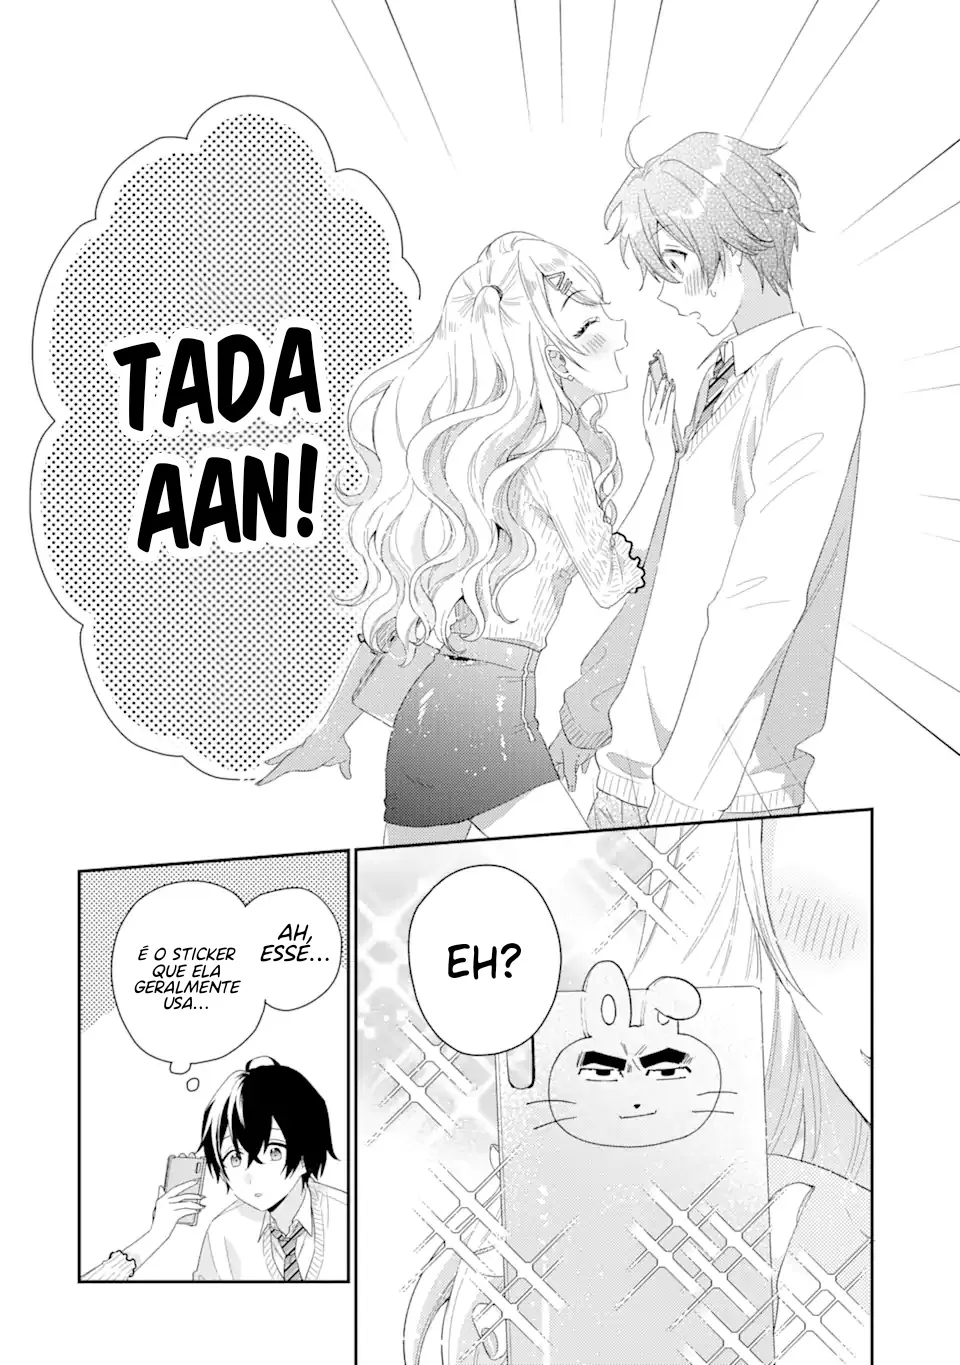 TADA
AAN!
EH?
AH,
ESSE...
É O STICKER
QUE ELA
GERALMENTE
USA...